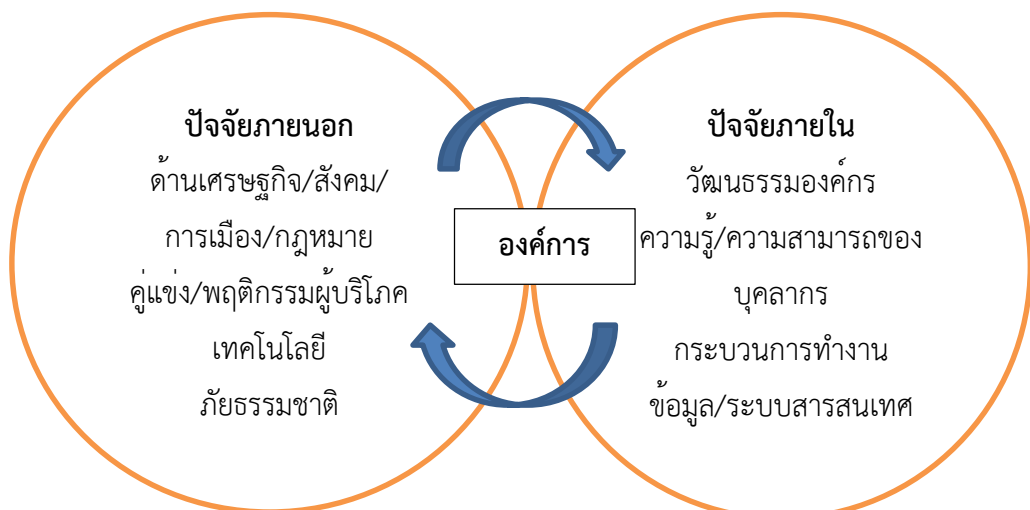 ปัจจัยภายนอก
ด้านเศรษฐกิจ/สังคม/
การเมือง/กฎหมาย
คู่แข่ง/พฤติกรรมผู้บริโภค
เทคโนโลยี
ภัยธรรมชาติ
องค์การ
ปัจจัยภายใน
วัฒนธรรมองค์กร
ความรู้/ความสามารถของ
บุคลากร
กระบวนการทำงาน
ข้อมูล/ระบบสารสนเทศ